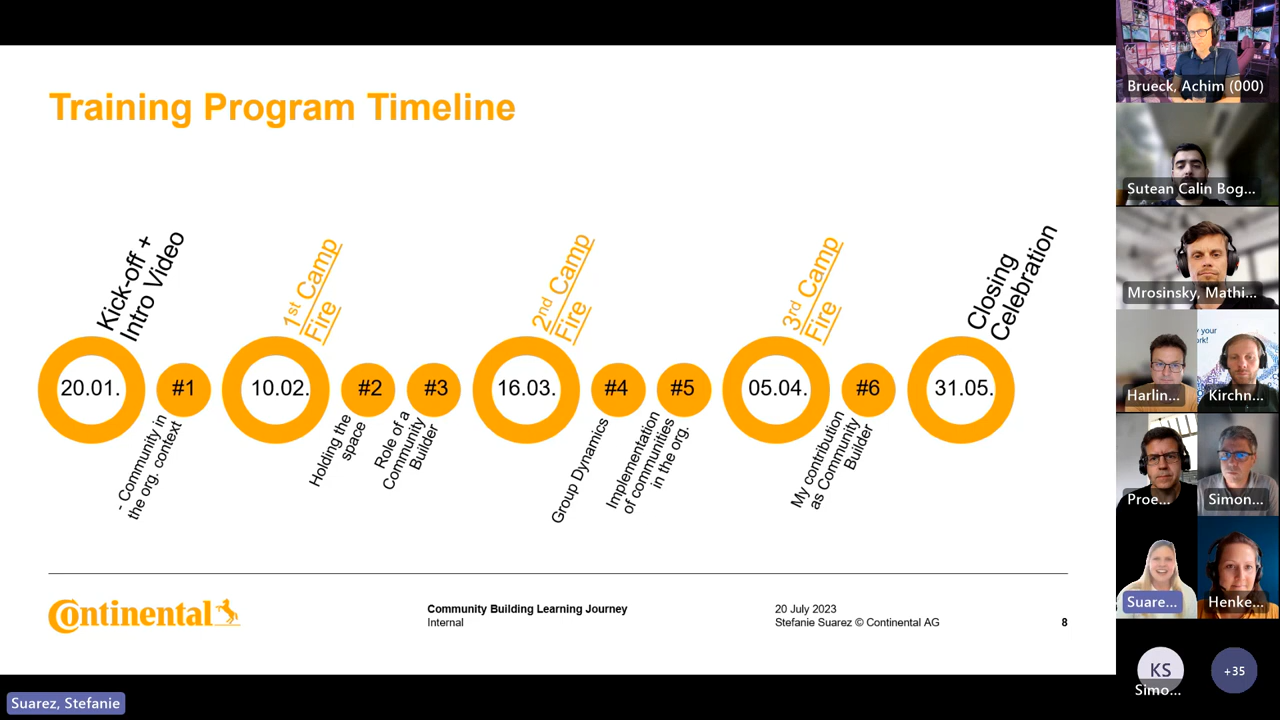 Training Program Timeline
Kick-off +
Intro Video
1st Camp
Fire
2nd Camp
Fire
3rd Camp
Fire
Closing
Celebration
20.01.
#1
10.02.
#2
#3
16.03.
#4
#5
05.04.
#6
31.05.
- Community in
the org. context
Holding the
space
Role of a
Community
Builder
Group Dynamics
Implementation
of communities
in the org.
My contribution
as Community
Builder
Continental
Community Building Learning Journey
Internal
20 July 2023
Stefanie Suarez © Continental AG
8
Suarez, Stefanie
Brueck, Achim (000)
Sutean Calin Bog...
Mrosinsky, Mathi...
Harlin...
Kirchn...
Proe...
Simon...
Suare...
Henke...
KS
Simo...
+35